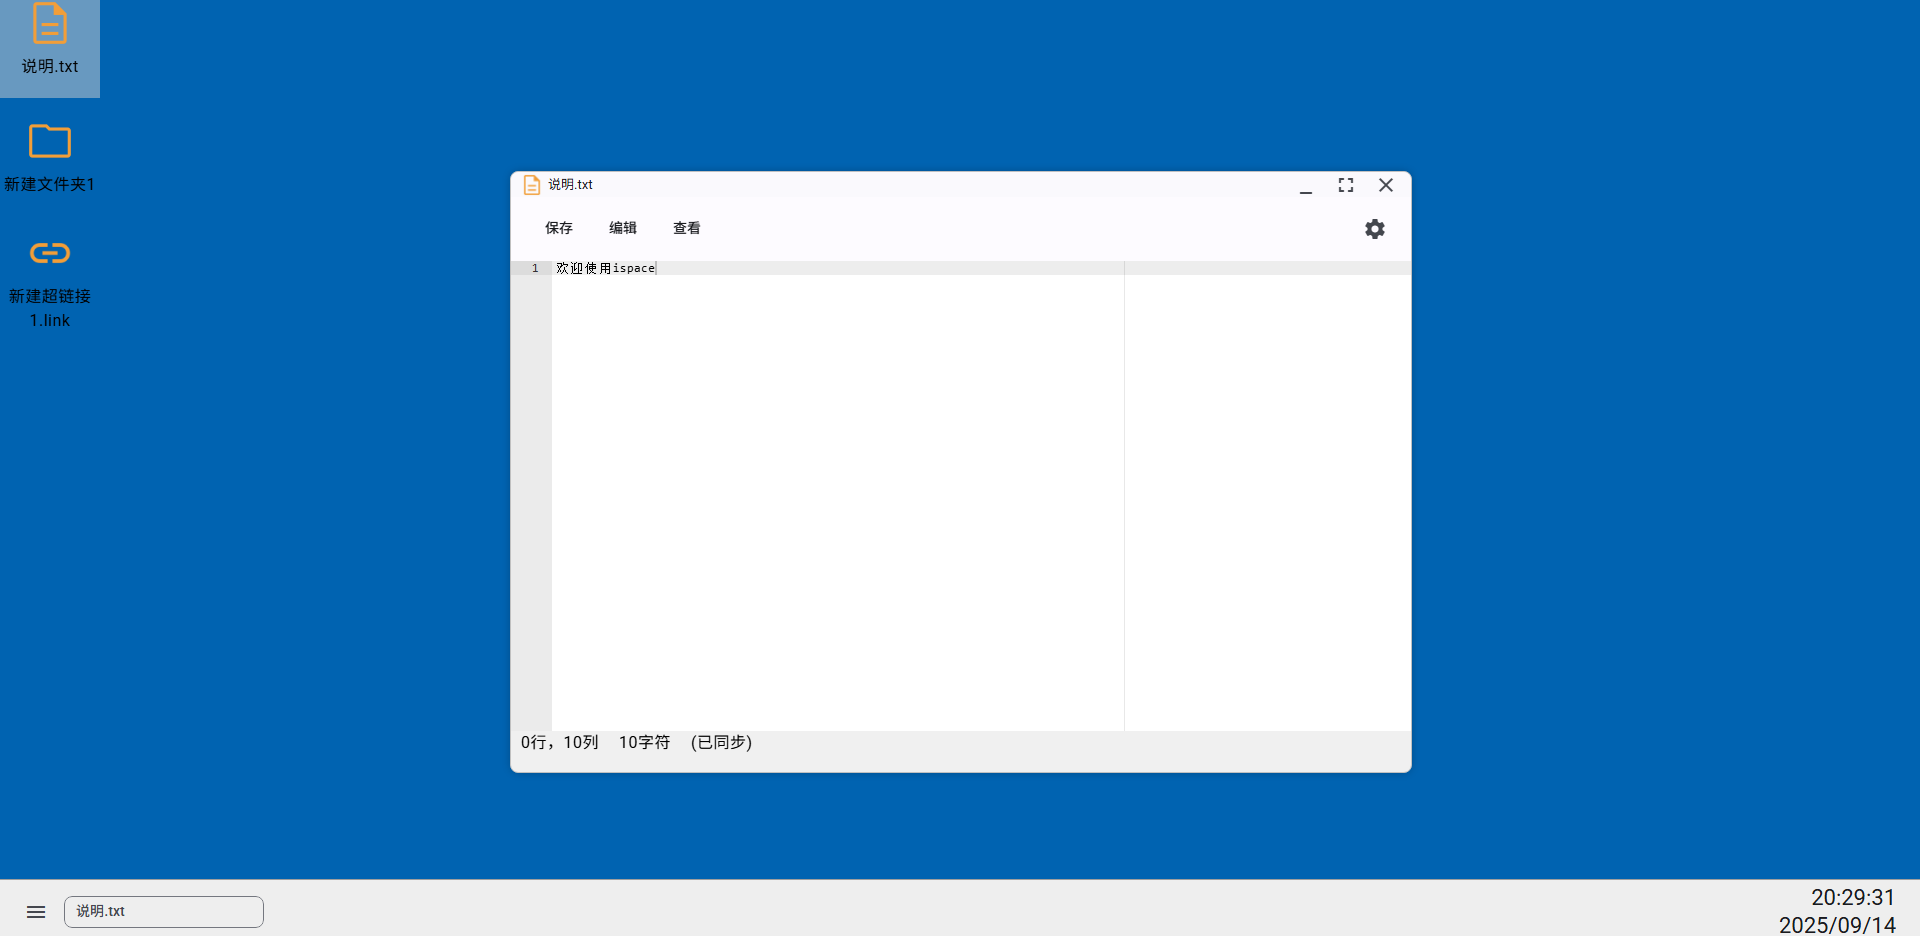 说明.txt
新建文件夹1
新建超链接
1.link
说明.txt
保存 编辑 查看
1 欢迎使用ispace
0行，10列 10字符 (已同步)
说明.txt
20:29:31
2025/09/14